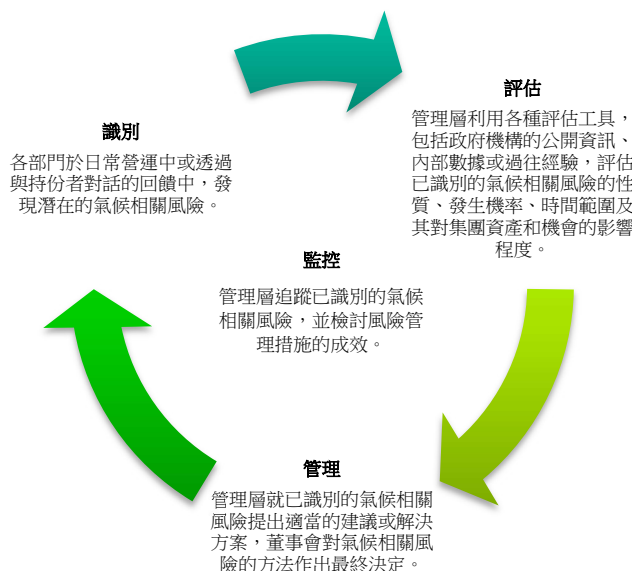 識別
各部門於日常營運中或透過
與持份者對話的回饋中，發
現潛在的氣候相關風險。
評估
管理層利用各種評估工具，
包括政府機構的公開資訊、
內部數據或過往經驗，評估
已識別的氣候相關風險的性
質、發生機率、時間範圍及
其對集團資產和機會的影響
程度。
監控
管理層追蹤已識別的氣候
相關風險，並檢討風險管
理措施的成效。
管理
管理層就已識別的氣候相關
風險提出適當的建議或解決
方案，董事會對氣候相關風
險的方法作出最終決定。